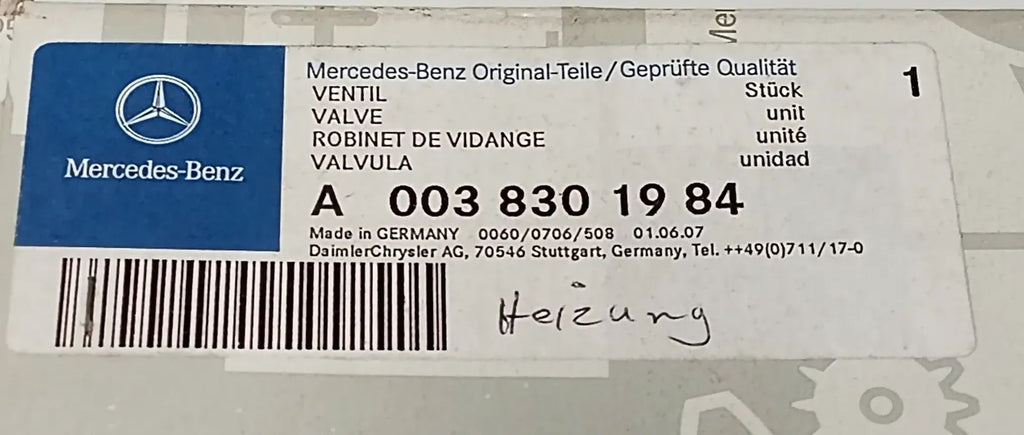 Mercedes-Benz
Mercedes-Benz Original-Teile/Geprüfte Qualität
VENTIL Stück 1
VALVE unit
ROBINET DE VIDANGE unité
VALVULA unidad
A 003 830 19 84
Made in GERMANY 0060/0706/508 01.06.07
DaimlerChrysler AG, 70546 Stuttgart, Germany, Tel. ++49(0)711/17-0
Heizung